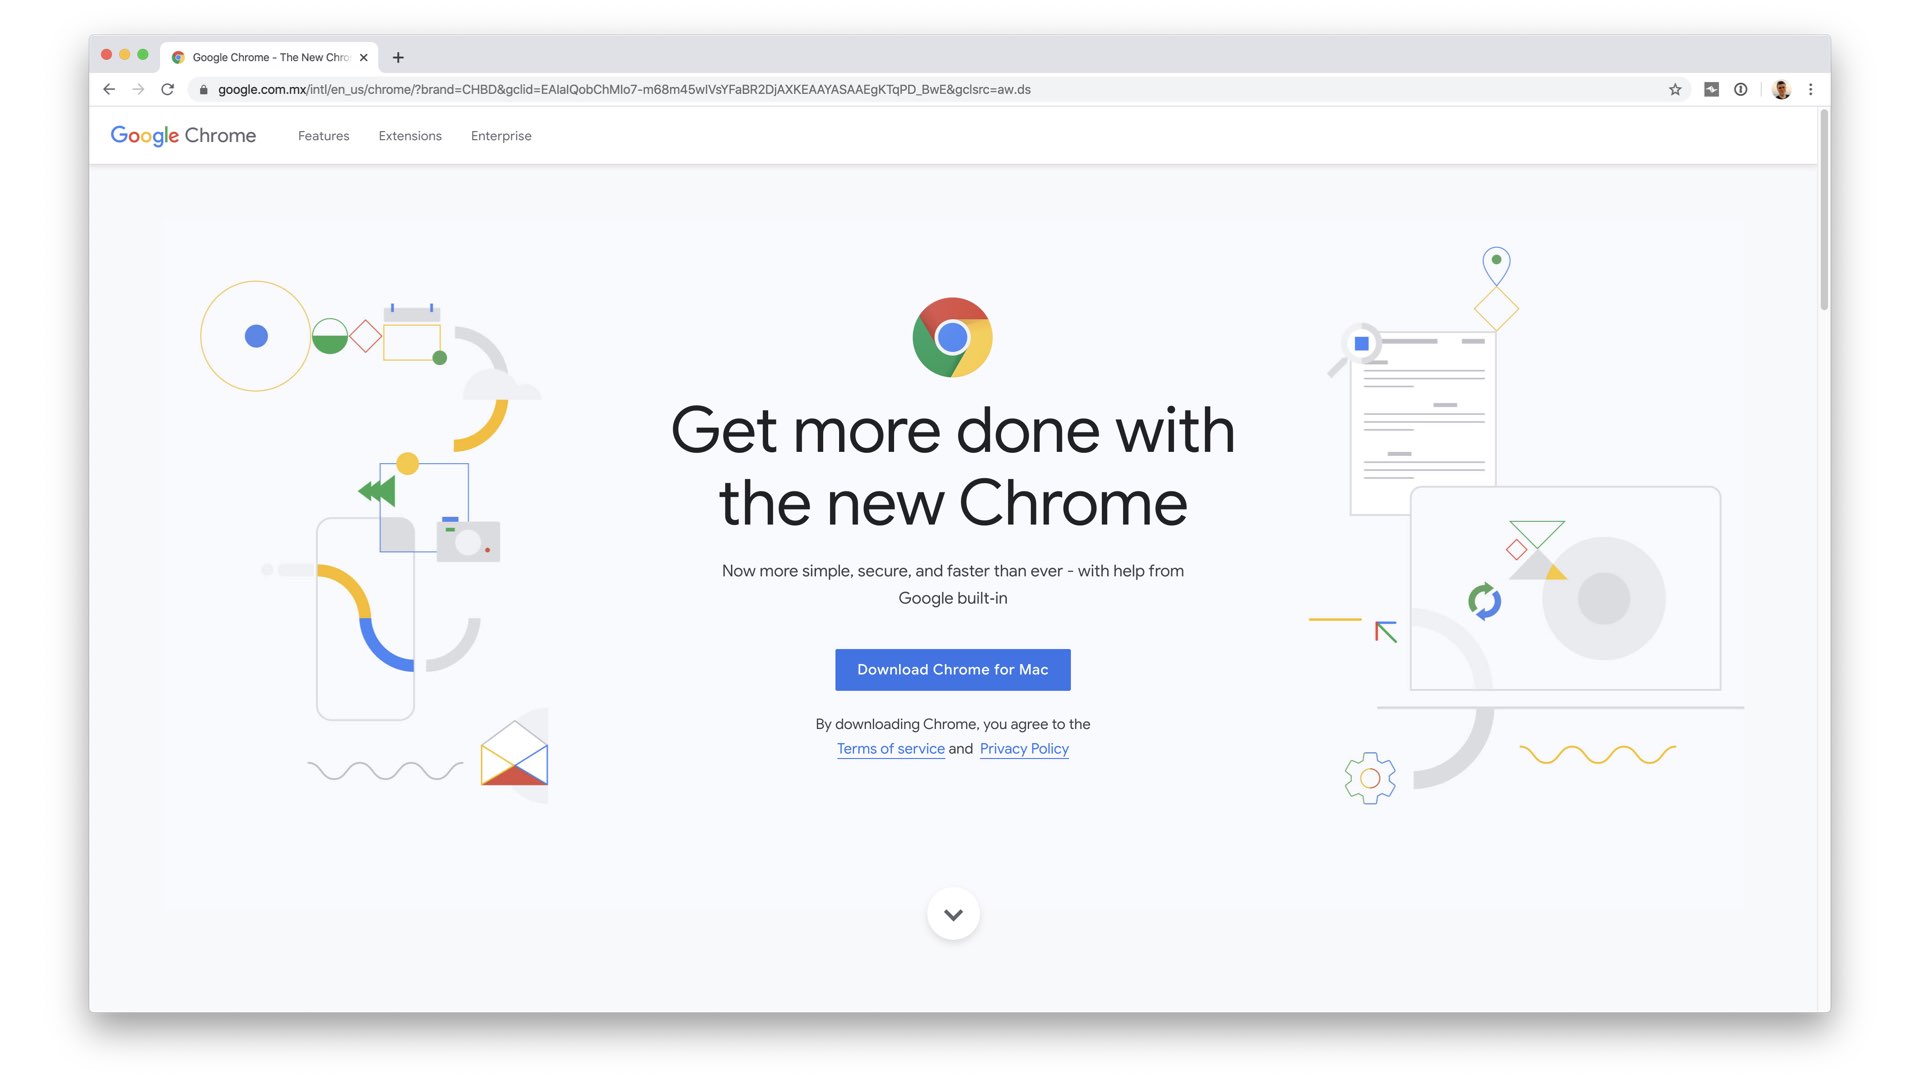 Google Chrome - The New Chro
google.com.mx/intl/en_us/chrome/?brand=CHBD&gclid=EAIaIQobChMIo7-m68m45wIVsYFaBR2DjAXKEAAYASAAEgKTqPD_BwE&gclsrc=aw.ds
Google Chrome Features Extensions Enterprise
Get more done with
the new Chrome
Now more simple, secure, and faster than ever - with help from
Google built-in
Download Chrome for Mac
By downloading Chrome, you agree to the
Terms of service and Privacy Policy